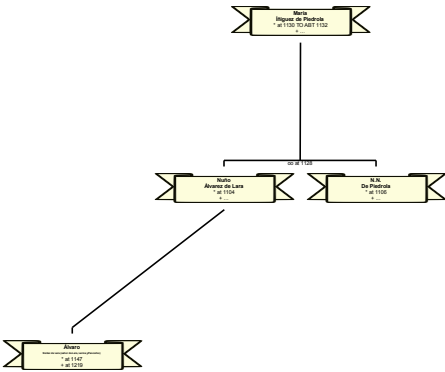 María
Íñiguez de Piedrola
* at 1130 TO ABT 1132
+ ...
oo at 1128
Nuño
Álvarez de Lara
* at 1104
+ ...
N.N.
De Piedrola
* at 1106
+ ...
Álvaro
* at 1147
+ at 1219